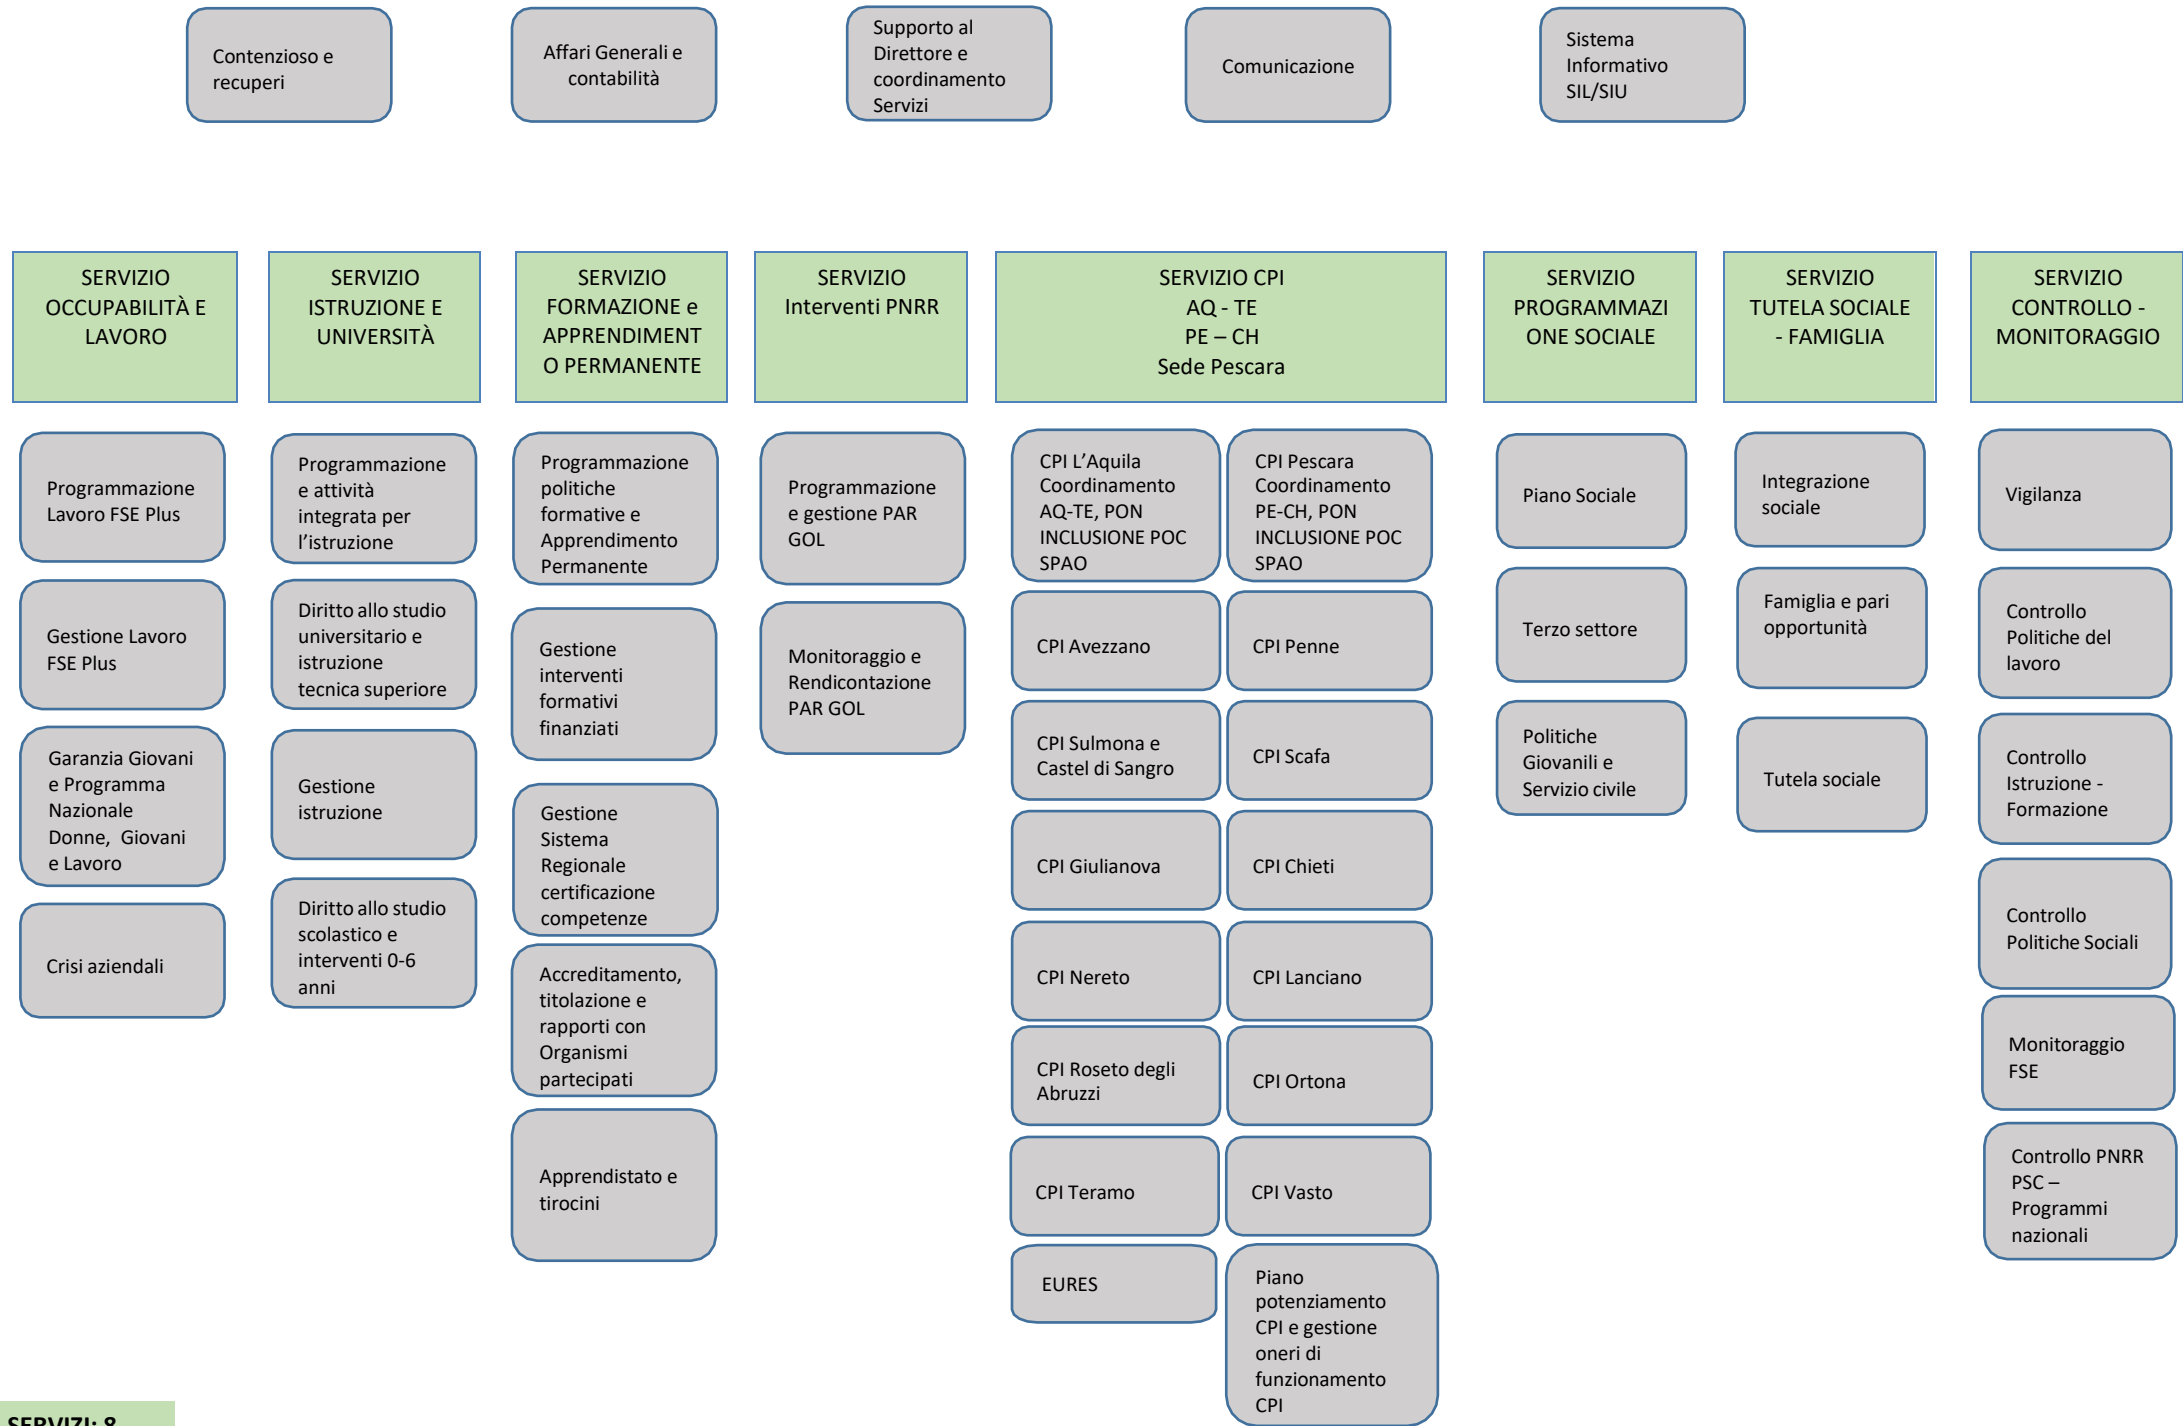 Contenzioso e
recuperi
Affari Generali e
contabilità
Supporto al
Direttore e
coordinamento
Servizi
Comunicazione
Sistema
Informativo
SIL/SIU
SERVIZIO
OCCUPABILITÀ E
LAVORO
SERVIZIO
ISTRUZIONE E
UNIVERSITÀ
SERVIZIO
FORMAZIONE e
APPRENDIMENT
O PERMANENTE
SERVIZIO
Interventi PNRR
SERVIZIO CPI
AQ - TE
PE – CH
Sede Pescara
SERVIZIO
PROGRAMMAZI
ONE SOCIALE
SERVIZIO
TUTELA SOCIALE
- FAMIGLIA
SERVIZIO
CONTROLLO -
MONITORAGGIO
Programmazione
Lavoro FSE Plus
Gestione Lavoro
FSE Plus
Garanzia Giovani
e Programma
Nazionale
Donne, Giovani
e Lavoro
Crisi aziendali
Programmazione
e attività
integrata per
l’istruzione
Diritto allo studio
universitario e
istruzione
tecnica superiore
Gestione
istruzione
Diritto allo studio
scolastico e
interventi 0-6
anni
Programmazione
politiche
formative e
Apprendimento
Permanente
Gestione
interventi
formativi
finanziati
Gestione
Sistema
Regionale
certificazione
competenze
Accreditamento,
titolazione e
rapporti con
Organismi
partecipati
Apprendistato e
tirocini
Programmazione
e gestione PAR
GOL
Monitoraggio e
Rendicontazione
PAR GOL
CPI L’Aquila
Coordinamento
AQ-TE, PON
INCLUSIONE POC
SPAO
CPI Avezzano
CPI Sulmona e
Castel di Sangro
CPI Giulianova
CPI Nereto
CPI Roseto degli
Abruzzi
CPI Teramo
EURES
CPI Pescara
Coordinamento
PE-CH, PON
INCLUSIONE POC
SPAO
CPI Penne
CPI Scafa
CPI Chieti
CPI Lanciano
CPI Ortona
CPI Vasto
Piano
potenziamento
CPI e gestione
oneri di
funzionamento
CPI
Piano Sociale
Terzo settore
Politiche
Giovanili e
Servizio civile
Integrazione
sociale
Famiglia e pari
opportunità
Tutela sociale
Vigilanza
Controllo
Politiche del
lavoro
Controllo
Istruzione -
Formazione
Controllo
Politiche Sociali
Monitoraggio
FSE
Controllo PNRR
PSC –
Programmi
nazionali
SERVIZI: 8